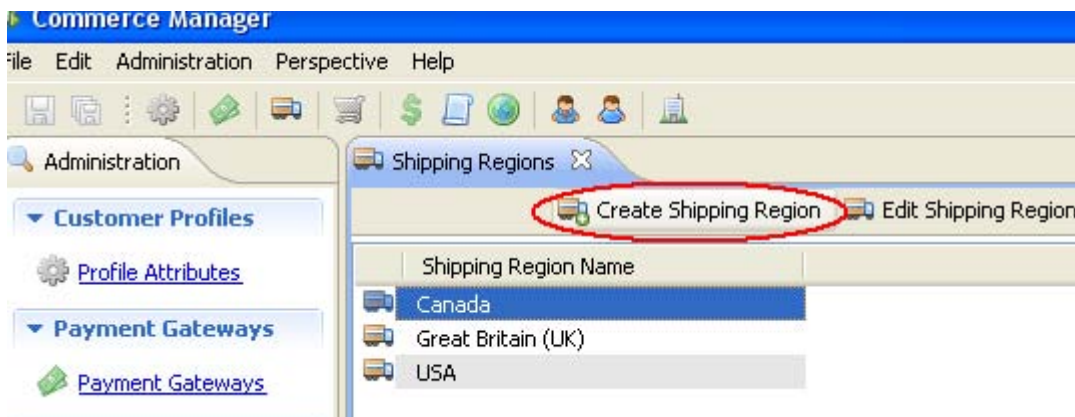 Commerce Manager
File Edit Administration Perspective Help
Administration
Shipping Regions
Create Shipping Region Edit Shipping Region
Customer Profiles
Profile Attributes
Payment Gateways
Payment Gateways
Shipping Region Name
Canada
Great Britain (UK)
USA